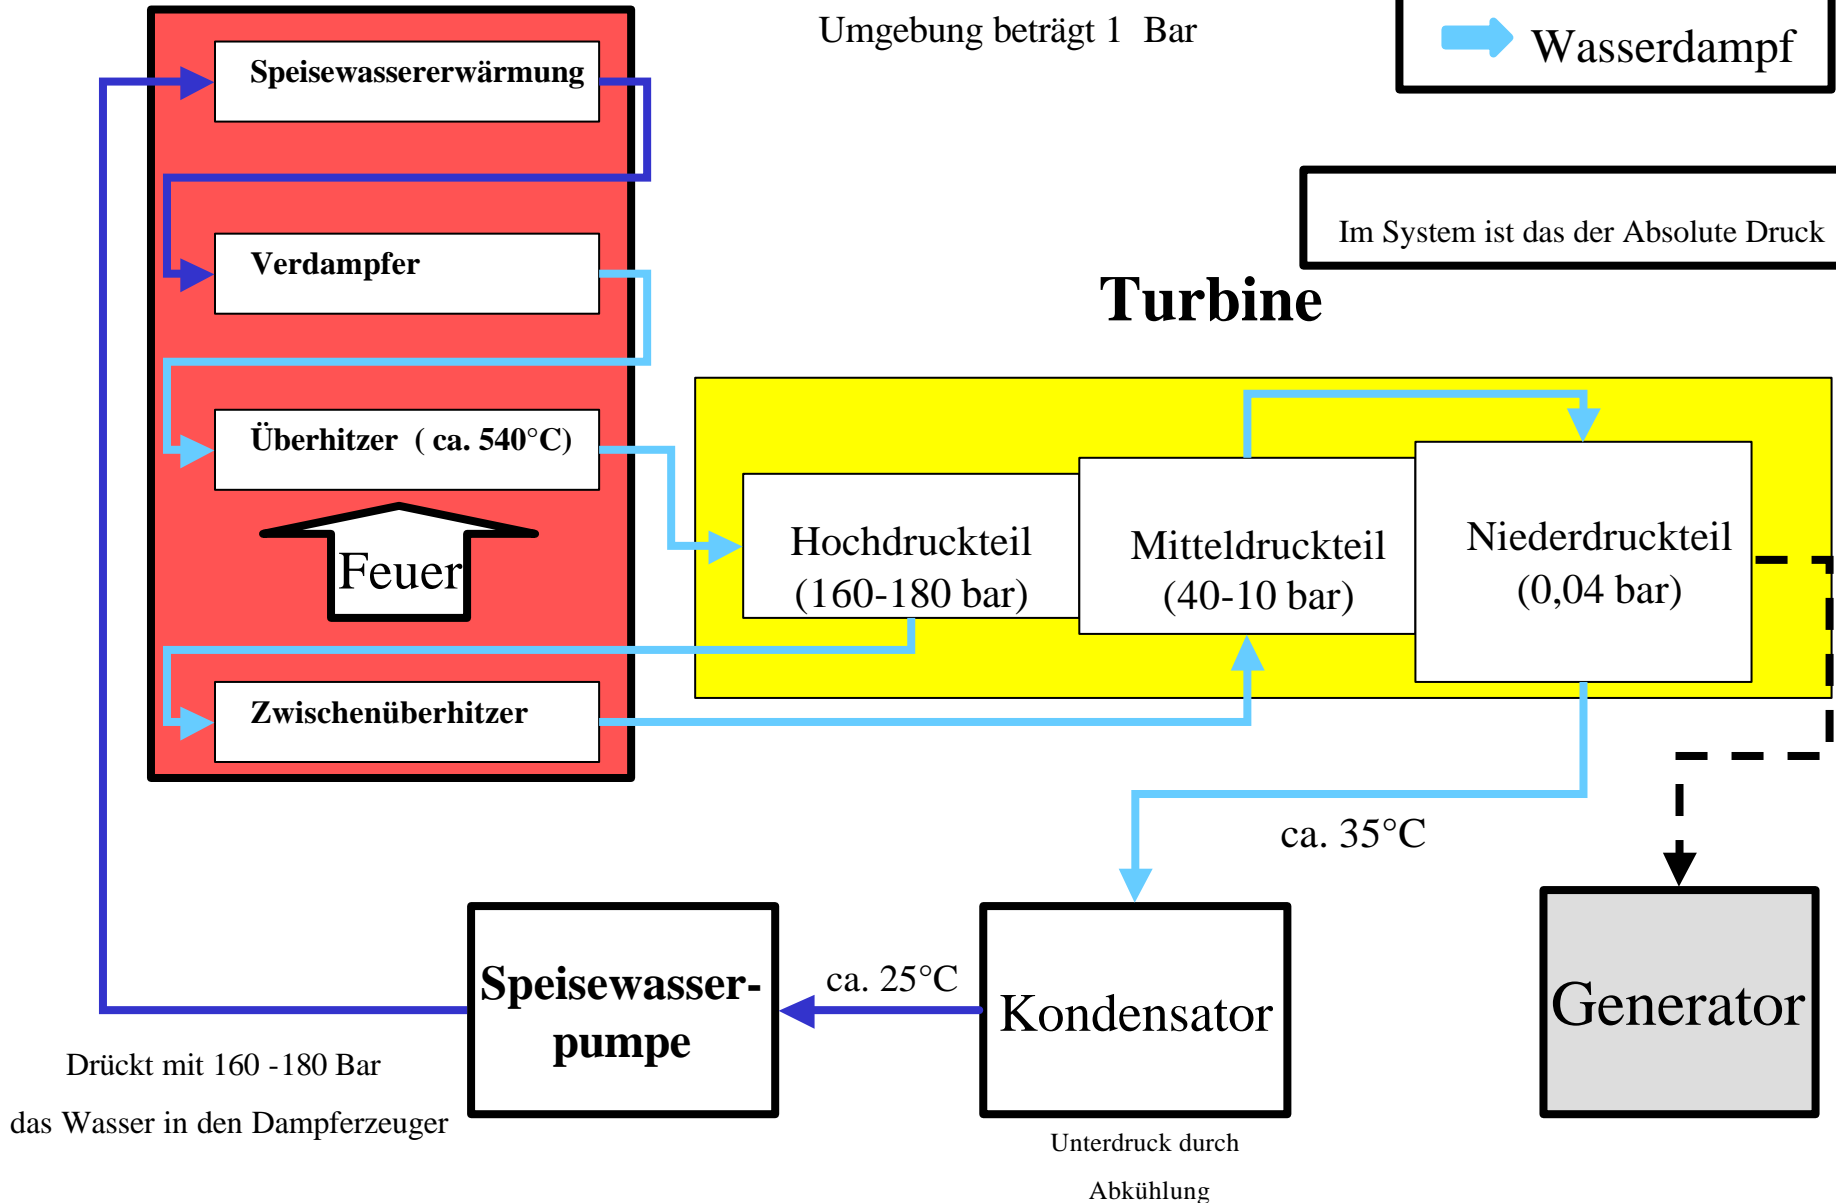 Umgebung beträgt 1 Bar
Wasserdampf
Speisewassererwärmung
Im System ist das der Absolute Druck
Verdampfer
Turbine
Überhitzer ( ca. 540°C)
Feuer
Hochdruckteil
(160-180 bar)
Mitteldruckteil
(40-10 bar)
Niederdruckteil
(0,04 bar)
Zwischenüberhitzer
ca. 35°C
Speisewasser-
pumpe
ca. 25°C
Kondensator
Generator
Drückt mit 160 -180 Bar
das Wasser in den Dampferzeuger
Unterdruck durch
Abkühlung